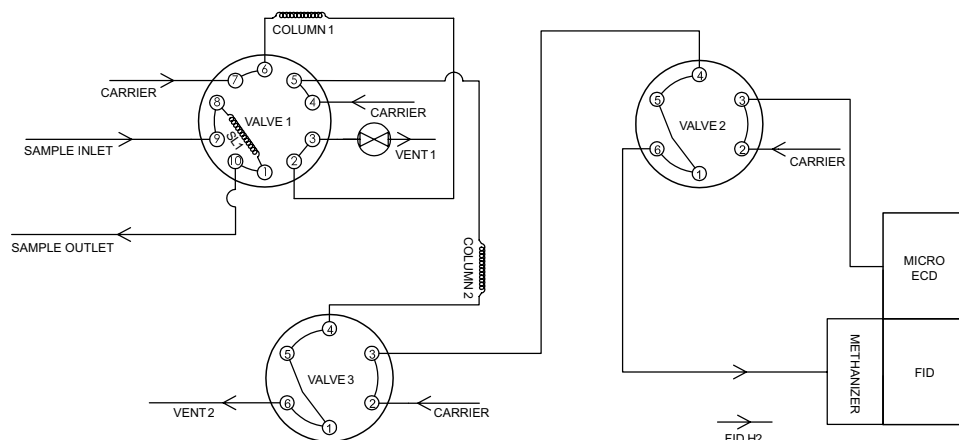 COLUMN 1
6
7
5
8
4
CARRIER
CARRIER
VALVE 1
9
3
SL1
SAMPLE INLET
VENT 1
10
2
1
SAMPLE OUTLET
COLUMN 2
4
5
3
VALVE 2
6
2
CARRIER
1
MICRO
ECD
4
5
3
VALVE 3
6
2
VENT 2
CARRIER
1
METHANIZER
FID
FID H2